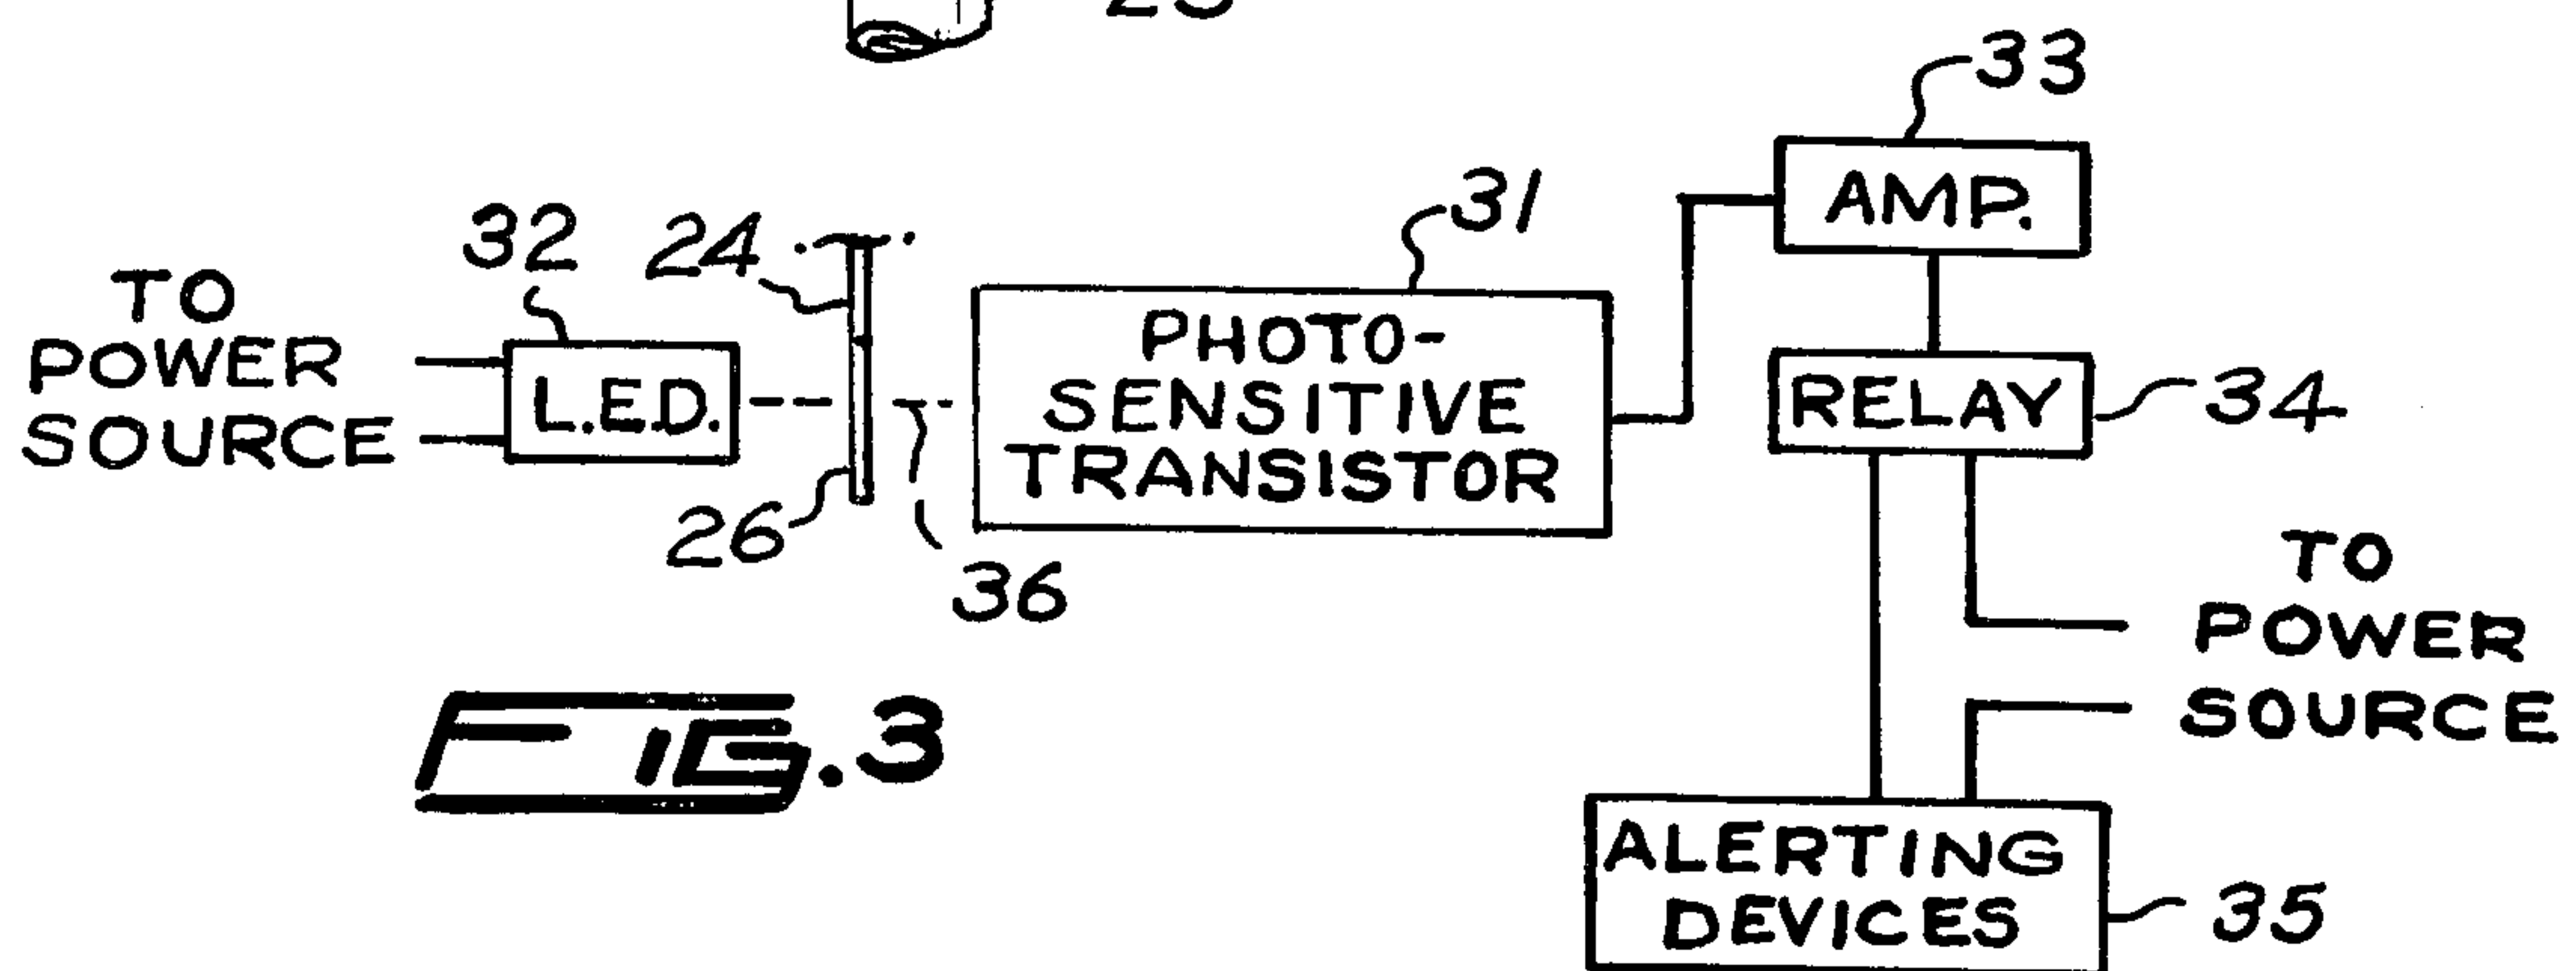 33
31
AMP.
32
24
TO
POWER
SOURCE
L.E.D.
PHOTO-
SENSITIVE
TRANSISTOR
RELAY
34
26
36
TO
POWER
SOURCE
FIG.3
ALERTING
DEVICES
35